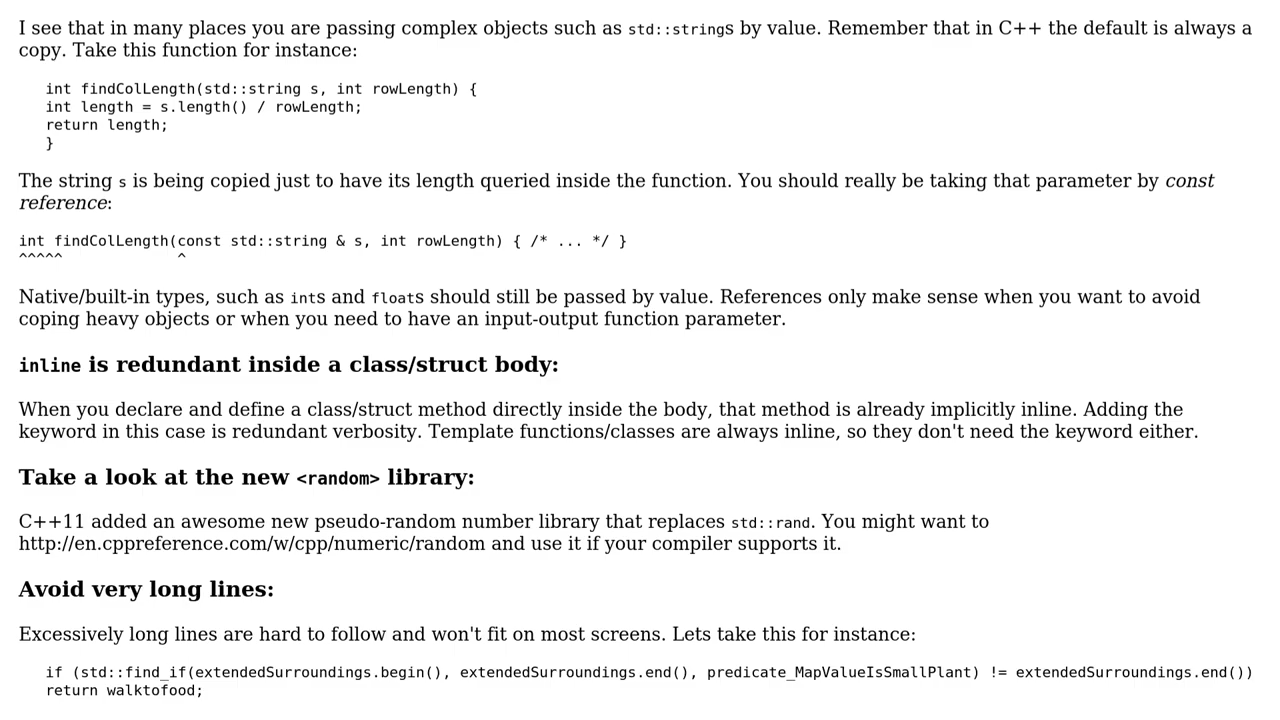 I see that in many places you are passing complex objects such as std::strings by value. Remember that in C++ the default is always a
copy. Take this function for instance:
int findColLength(std::string s, int rowLength) {
int length = s.length() / rowLength;
return length;
}
The string s is being copied just to have its length queried inside the function. You should really be taking that parameter by const
reference:
int findColLength(const std::string & s, int rowLength) { /* ... */ }
^^^^^             ^
Native/built-in types, such as ints and floats should still be passed by value. References only make sense when you want to avoid
coping heavy objects or when you need to have an input-output function parameter.
inline is redundant inside a class/struct body:
When you declare and define a class/struct method directly inside the body, that method is already implicitly inline. Adding the
keyword in this case is redundant verbosity. Template functions/classes are always inline, so they don't need the keyword either.
Take a look at the new <random> library:
C++11 added an awesome new pseudo-random number library that replaces std::rand. You might want to
http://en.cppreference.com/w/cpp/numeric/random and use it if your compiler supports it.
Avoid very long lines:
Excessively long lines are hard to follow and won't fit on most screens. Lets take this for instance:
if (std::find_if(extendedSurroundings.begin(), extendedSurroundings.end(), predicate_MapValueIsSmallPlant) != extendedSurroundings.end())
return walktofood;